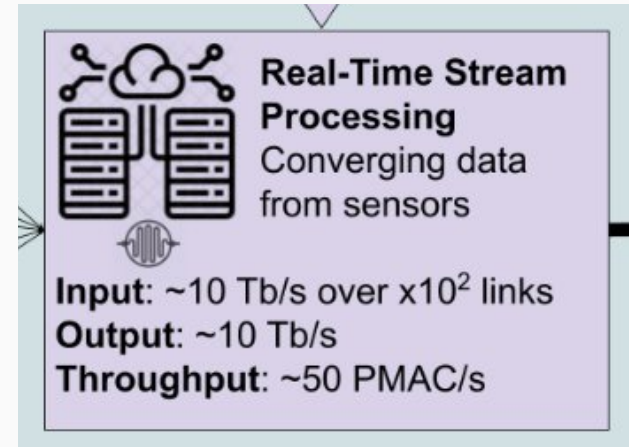 Real-Time Stream
Processing
Converging data
from sensors
Input: ~10 Tb/s over x10² links
Output: ~10 Tb/s
Throughput: ~50 PMAC/s